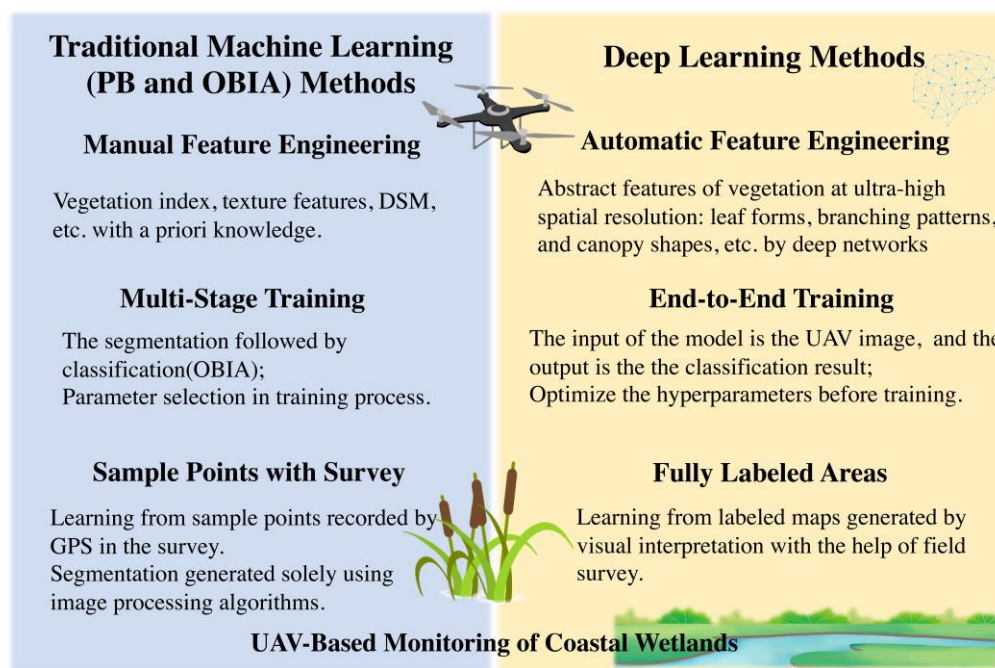 Traditional Machine Learning
(PB and OBIA) Methods
Manual Feature Engineering
Vegetation index, texture features, DSM,
etc. with a priori knowledge.
Multi-Stage Training
The segmentation followed by
classification(OBIA);
Parameter selection in training process.
Sample Points with Survey
Learning from sample points recorded by
GPS in the survey.
Segmentation generated solely using
image processing algorithms.
Deep Learning Methods
Automatic Feature Engineering
Abstract features of vegetation at ultra-high
spatial resolution: leaf forms, branching patterns,
and canopy shapes, etc. by deep networks
End-to-End Training
The input of the model is the UAV image, and the
output is the the classification result;
Optimize the hyperparameters before training.
Fully Labeled Areas
Learning from labeled maps generated by
visual interpretation with the help of field
survey.
UAV-Based Monitoring of Coastal Wetlands